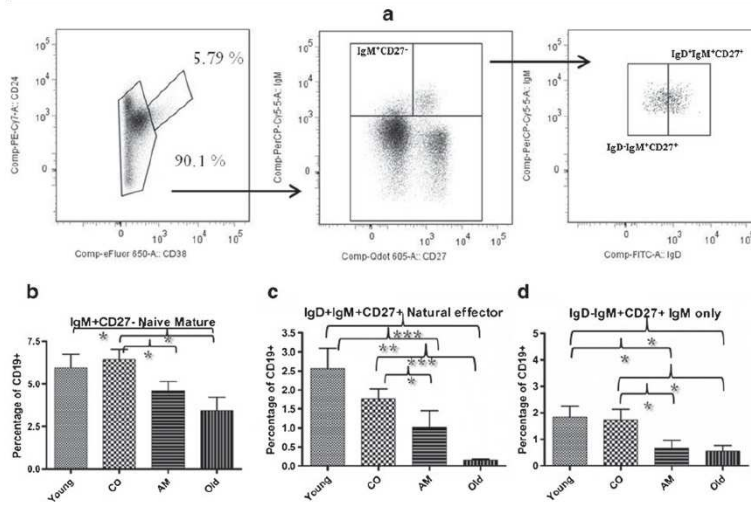 a
5.79 %
90.1 %
Comp-PE-Cy7-A:: CD24
Comp-eFluor 650-A:: CD38
10⁵
10⁴
10³
0
0
10³
10⁴
10⁵
IgM⁺CD27⁻
Comp-PerCP-Cy5-5-A:: IgM
Comp-Qdot 605-A:: CD27
10⁵
10⁴
10³
0
0
10³
10⁴
10⁵
IgD⁺IgM⁺CD27⁺
IgD⁻IgM⁺CD27⁺
Comp-PerCP-Cy5-5-A:: IgM
Comp-FITC-A:: IgD
10⁵
10⁴
10³
0
0
10³
10⁴
10⁵
b
IgM+CD27- Naive Mature
Percentage of CD19+
7.5
5.0
2.5
0.0
* * *
Young
CO
AM
Old
c
IgD+IgM+CD27+ Natural effector
Percentage of CD19+
3.5
3.0
2.5
2.0
1.5
1.0
0.5
0.0
***
**
***
*
Young
CO
AM
Old
d
IgD-IgM+CD27+ IgM only
Percentage of CD19+
5
4
3
2
1
0
*
*
*
*
Young
CO
AM
Old